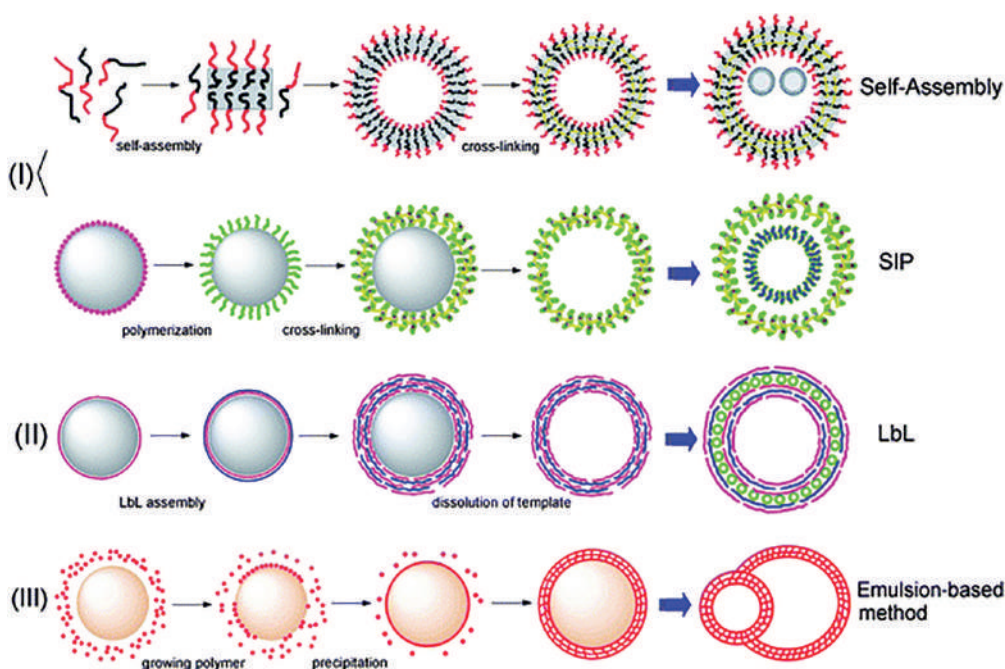 self-assembly
cross-linking
Self-Assembly
(I)
polymerization
cross-linking
SIP
(II)
LbL assembly
dissolution of template
LbL
(III)
growing polymer
precipitation
Emulsion-based
method